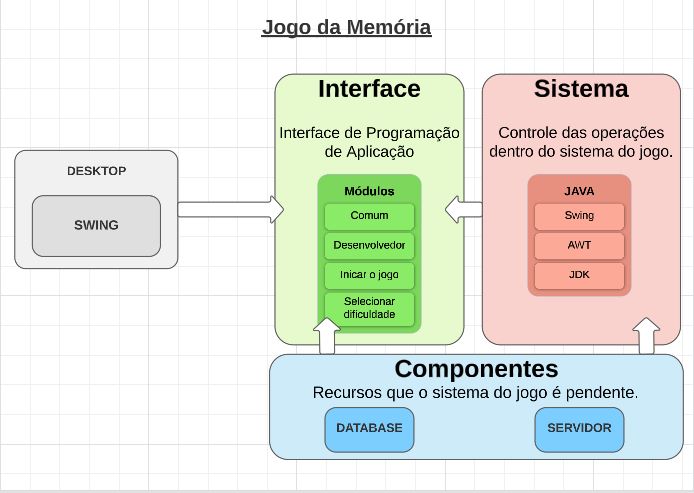 Jogo da Memória
DESKTOP
SWING
Interface
Interface de Programação
de Aplicação
Módulos
Comum
Desenvolvedor
Inicar o jogo
Selecionar
dificuldade
Sistema
Controle das operações
dentro do sistema do jogo.
JAVA
Swing
AWT
JDK
Componentes
Recursos que o sistema do jogo é pendente.
DATABASE
SERVIDOR